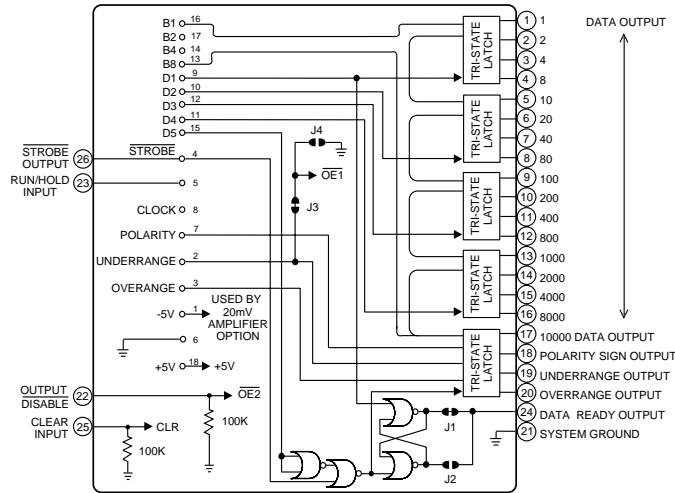 B1 16
B2 17
B4 14
B8 13
D1 9
D2 10
D3 12
D4 11
D5 15
STROBE OUTPUT 26
STROBE 4
RUN/HOLD INPUT 23
5
CLOCK 8
POLARITY 7
UNDERRANGE 2
OVERANGE 3
-5V 1
USED BY
20mV
AMPLIFIER
OPTION
6
+5V 18 +5V
OUTPUT DISABLE 22
OE2
CLEAR INPUT 25
CLR
100K
100K
J4
OE1
J3
TRI-STATE LATCH
TRI-STATE LATCH
TRI-STATE LATCH
TRI-STATE LATCH
TRI-STATE LATCH
J1
J2
DATA OUTPUT
1 1
2 2
3 4
4 8
5 10
6 20
7 40
8 80
9 100
10 200
11 400
12 800
13 1000
14 2000
15 4000
16 8000
17 10000 DATA OUTPUT
18 POLARITY SIGN OUTPUT
19 UNDERRANGE OUTPUT
20 OVERRANGE OUTPUT
24 DATA READY OUTPUT
21 SYSTEM GROUND